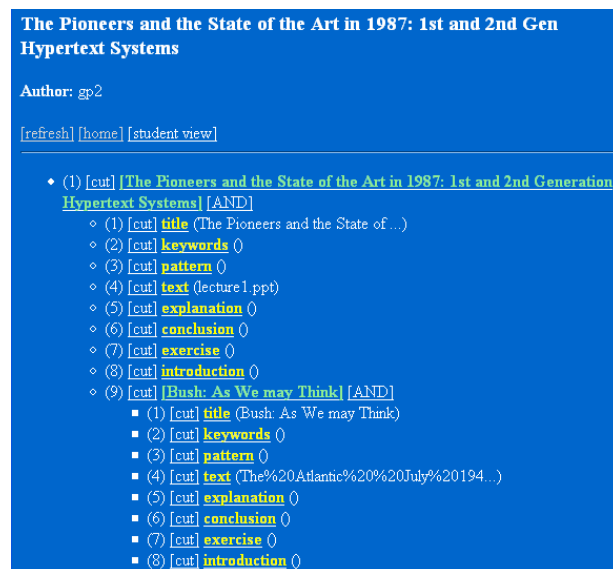 The Pioneers and the State of the Art in 1987: 1st and 2nd Gen
Hypertext Systems
Author: gp2
[refresh] [home] [student view]
(1) [cut] [The Pioneers and the State of the Art in 1987: 1st and 2nd Generation
Hypertext Systems] [AND]
(1) [cut] title (The Pioneers and the State of ...)
(2) [cut] keywords ()
(3) [cut] pattern ()
(4) [cut] text (lecture1.ppt)
(5) [cut] explanation ()
(6) [cut] conclusion ()
(7) [cut] exercise ()
(8) [cut] introduction ()
(9) [cut] [Bush: As We may Think] [AND]
(1) [cut] title (Bush: As We may Think)
(2) [cut] keywords ()
(3) [cut] pattern ()
(4) [cut] text (The%20Atlantic%20%20July%20194...)
(5) [cut] explanation ()
(6) [cut] conclusion ()
(7) [cut] exercise ()
(8) [cut] introduction ()